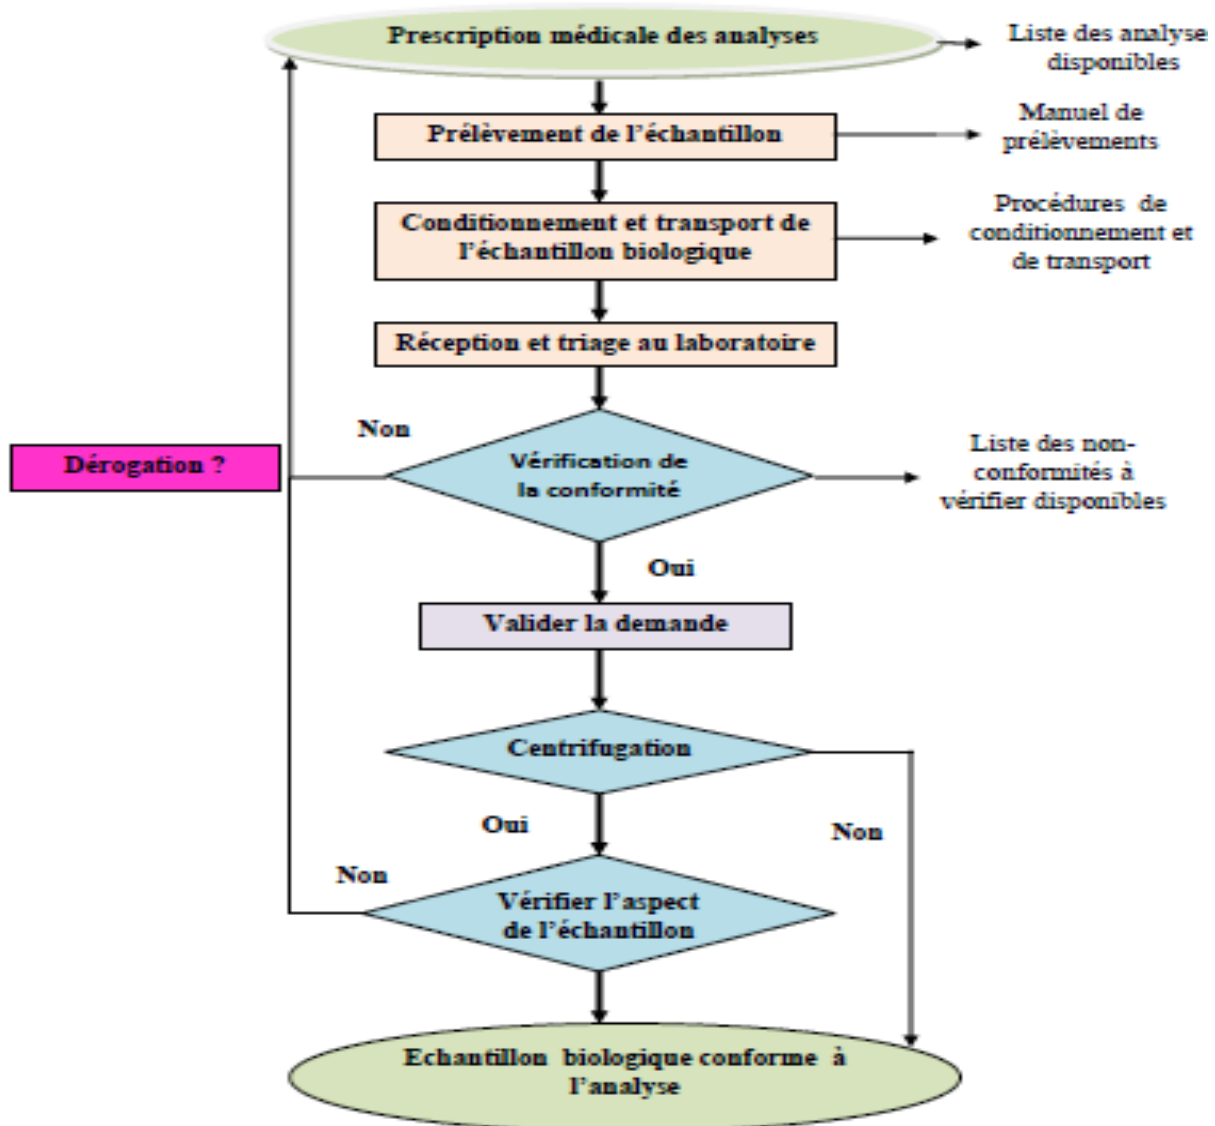 Prescription médicale des analyses
Liste des analyse
disponibles
Prélèvement de l’échantillon
Manuel de
prélèvements
Conditionnement et transport de
l’échantillon biologique
Procédures de
conditionnement et
de transport
Réception et triage au laboratoire
Non
Dérogation ?
Vérification de
la conformité
Liste des non-
conformités à
vérifier disponibles
Oui
Valider la demande
Centrifugation
Oui
Non
Non
Vérifier l’aspect
de l’échantillon
Echantillon biologique conforme à
l’analyse